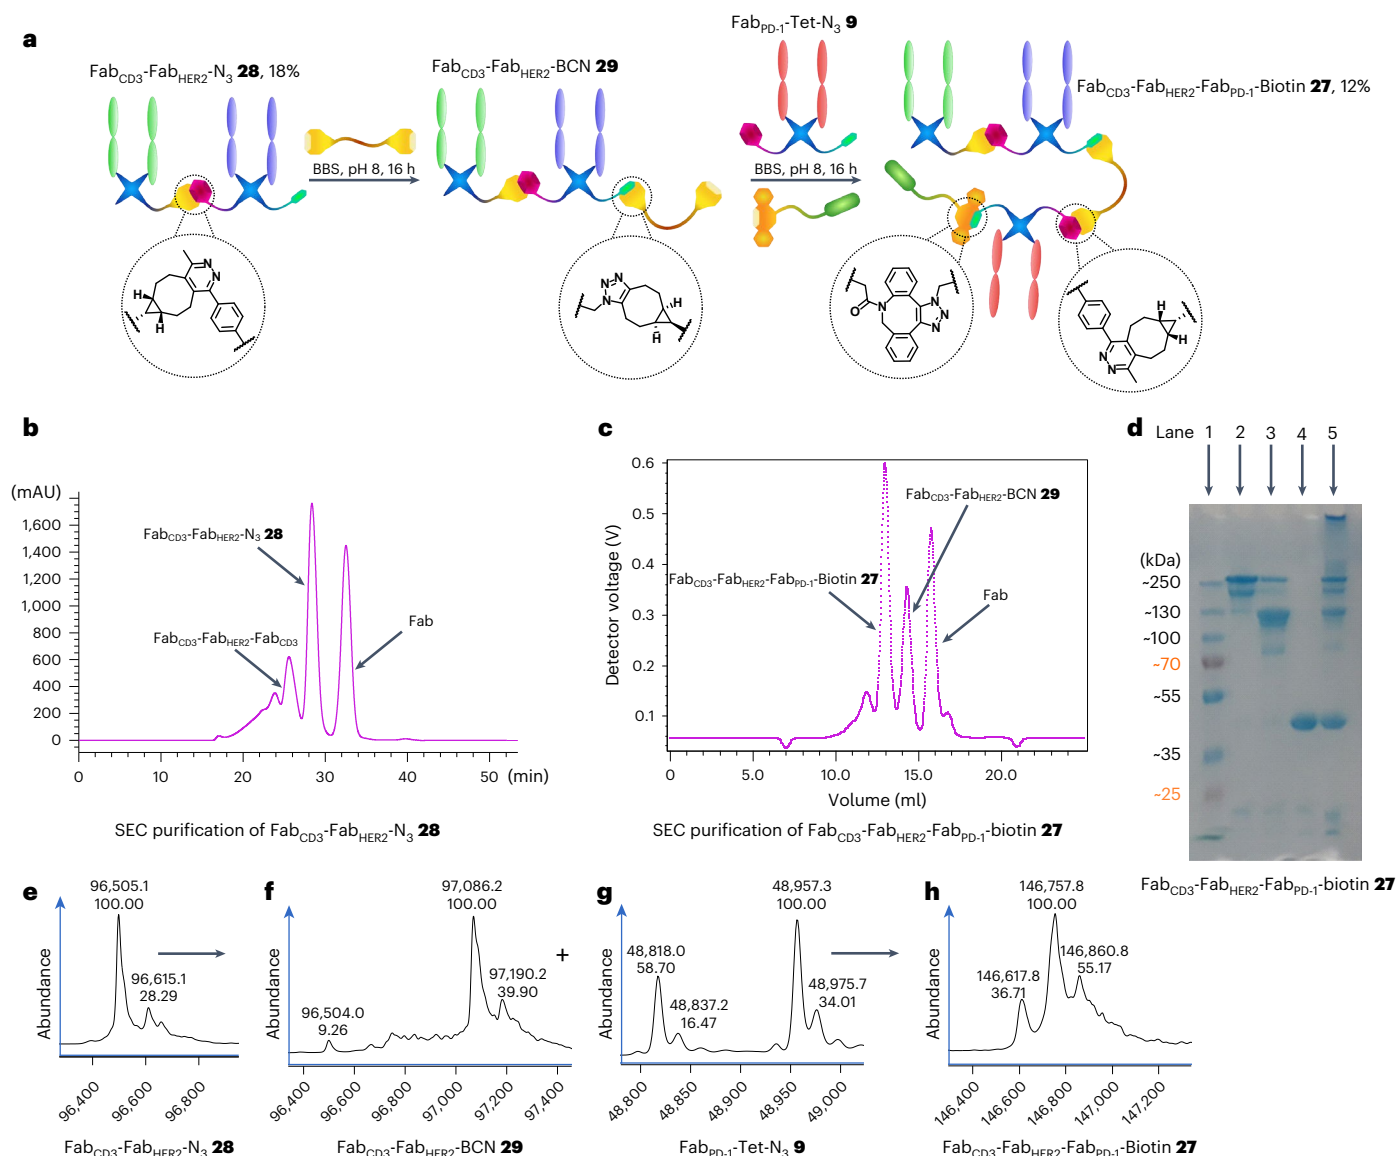 a
Fab_PD-1-Tet-N3 9
Fab_CD3-Fab_HER2-N3 28, 18%
Fab_CD3-Fab_HER2-BCN 29
Fab_CD3-Fab_HER2-Fab_PD-1-Biotin 27, 12%
BBS, pH 8, 16 h
BBS, pH 8, 16 h
N
N
H
H
N
N
N
H
H
O
N
N
N
N
H
H
N
N
b
(mAU)
1,600
1,400
1,200
1,000
800
600
400
200
0
0 10 20 30 40 50 (min)
Fab_CD3-Fab_HER2-N3 28
Fab_CD3-Fab_HER2-Fab_CD3
Fab
SEC purification of Fab_CD3-Fab_HER2-N3 28
c
Detector voltage (V)
0.6
0.5
0.4
0.3
0.2
0.1
0 5.0 10.0 15.0 20.0
Volume (ml)
Fab_CD3-Fab_HER2-BCN 29
Fab_CD3-Fab_HER2-Fab_PD-1-Biotin 27
Fab
SEC purification of Fab_CD3-Fab_HER2-Fab_PD-1-biotin 27
d
Lane 1 2 3 4 5
(kDa)
~250
~130
~100
~70
~55
~35
~25
Fab_CD3-Fab_HER2-Fab_PD-1-biotin 27
e
Abundance
96,505.1
100.00
96,615.1
28.29
96,400 96,600 96,800
Fab_CD3-Fab_HER2-N3 28
f
Abundance
97,086.2
100.00
97,190.2
39.90
96,504.0
9.26
96,400 96,600 96,800 97,000 97,200 97,400
Fab_CD3-Fab_HER2-BCN 29
+
g
Abundance
48,957.3
100.00
48,818.0
58.70
48,837.2
16.47
48,975.7
34.01
48,800 48,850 48,900 48,950 49,000
Fab_PD-1-Tet-N3 9
h
Abundance
146,757.8
100.00
146,860.8
55.17
146,617.8
36.71
146,400 146,600 146,800 147,000 147,200
Fab_CD3-Fab_HER2-Fab_PD-1-Biotin 27